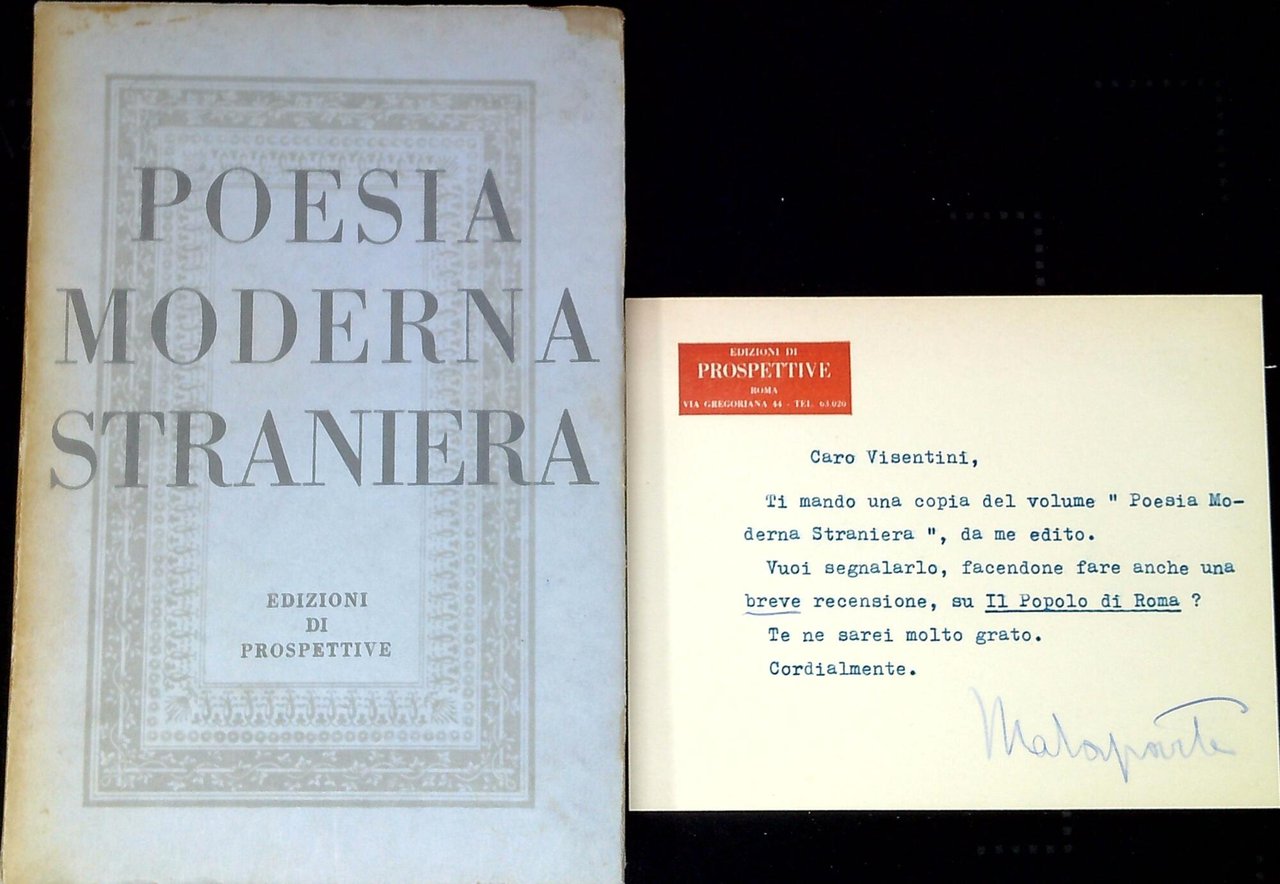 POESIA
MODERNA
STRANIERA
EDIZIONI
DI
PROSPETTIVE
EDIZIONI DI
PROSPETTIVE
ROMA
VIA GREGORIANA 44 - TEL. 63.020
Caro Visentini,
Ti mando una copia del volume " Poesia Mo-
derna Straniera ", da me edito.
Vuoi segnalarlo, facendone fare anche una
breve recensione, su Il Popolo di Roma ?
Te ne sarei molto grato.
Cordialmente.
Malaparte